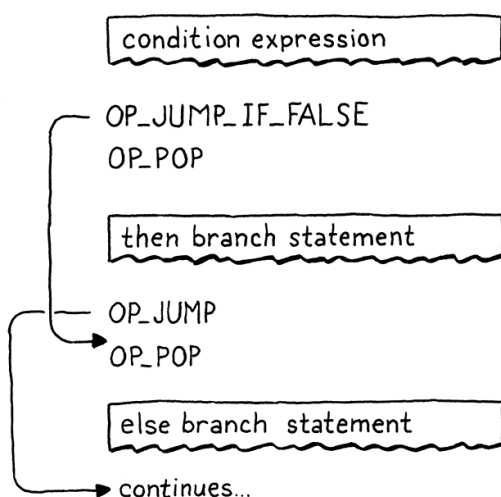 condition expression
OP_JUMP_IF_FALSE
OP_POP
then branch statement
OP_JUMP
OP_POP
else branch statement
continues...